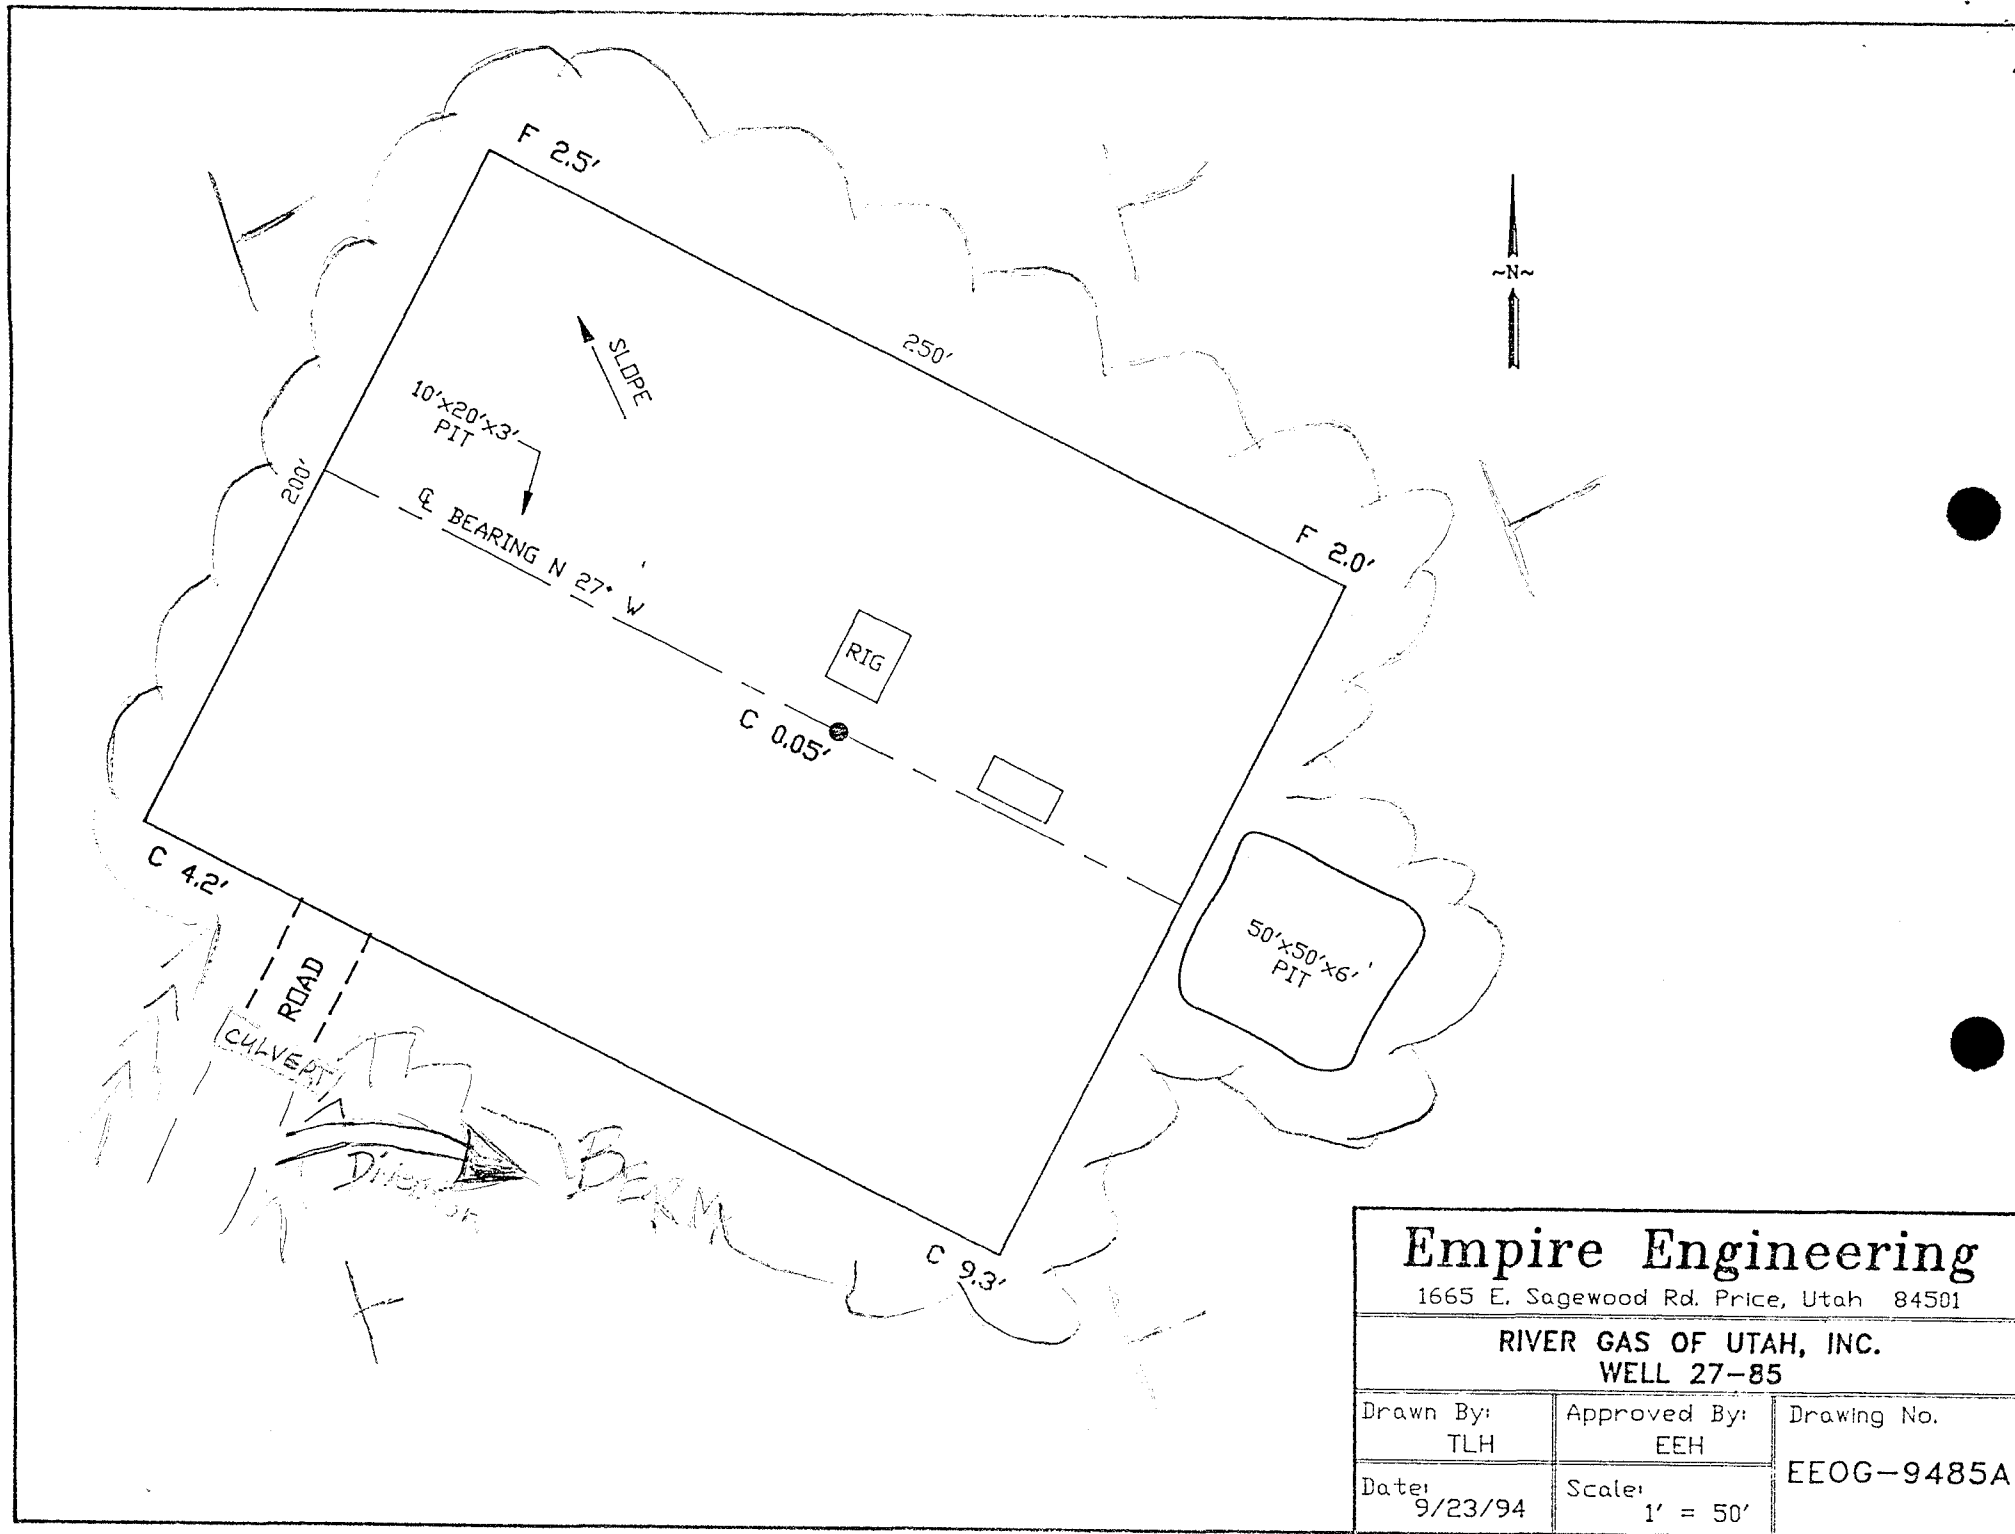 F 2.5'
250'
~N~
SLOPE
10'x20'x3'
PIT
200'
℄ BEARING N 27° W
F 2.0'
RIG
C 0.05'
C 4.2'
50'x50'x6'
PIT
ROAD
CULVERT
BERM
C 9.3'
Empire Engineering
1665 E. Sagewood Rd. Price, Utah 84501
RIVER GAS OF UTAH, INC.
WELL 27-85
Drawn By:
TLH
Approved By:
EEH
Drawing No.
EEOG-9485A
Date:
9/23/94
Scale:
1' = 50'